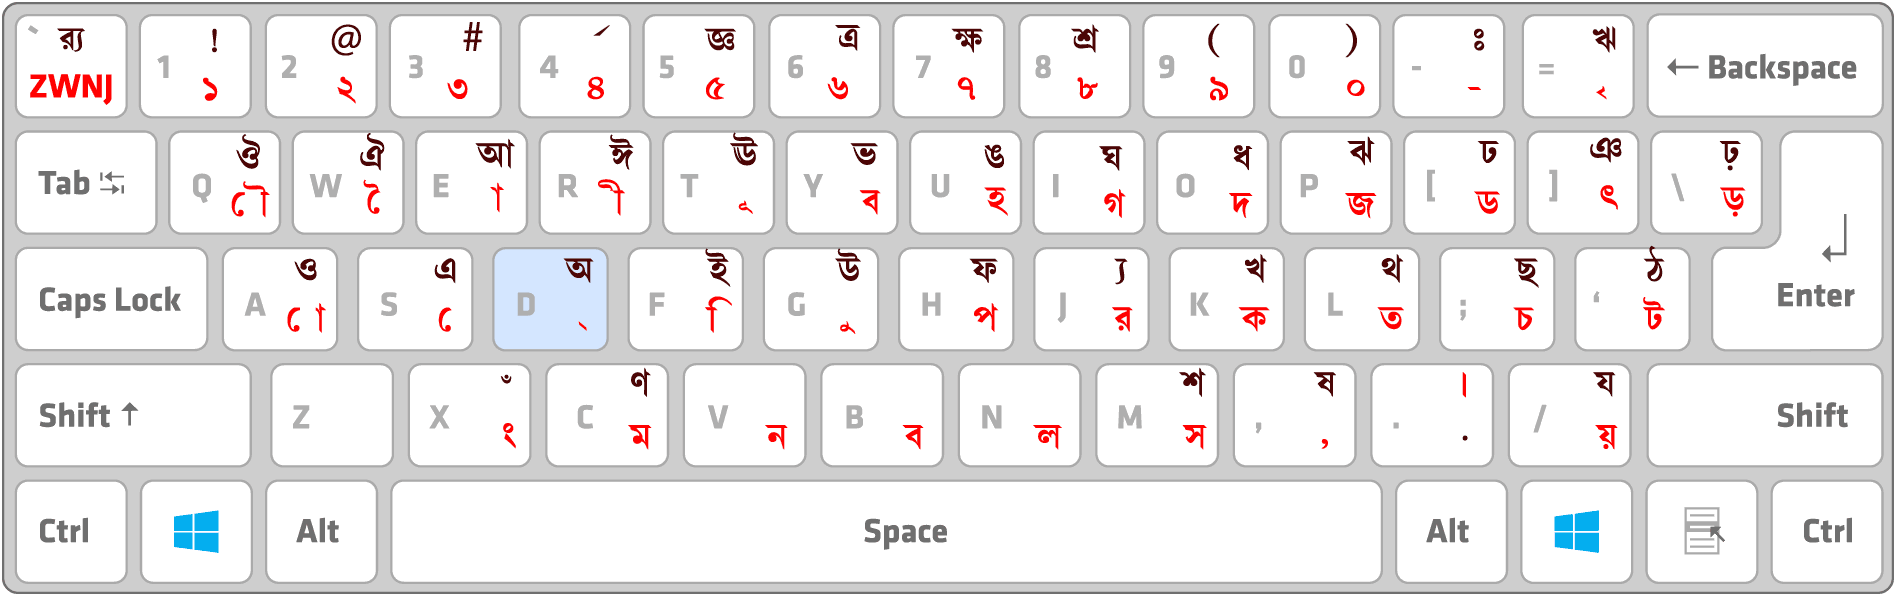 ` র‍্য ZWNJ 1 ! ১ 2 @ ২ 3 # ৩ 4 ৪ 5 জ্ঞ ৫ 6 ত্র ৬ 7 ক্ষ ৭ 8 শ্র ৮ 9 ( ৯ 0 ) ০ - ঃ = ঋ ৃ ← Backspace
Tab Q ঔ ৌ W ঐ ৈ E আ া R ঈ ী T ঊ ূ Y ভ ব U ঙ হ I ঘ গ O ধ দ P ঝ জ [ ঢ ড ] ঞ ৎ \ ঢ় ড়
Caps Lock A ও ো S এ ে D অ ্ F ই ি G উ ু H ফ প J ্য র K খ ক L থ ত ; ছ চ ‘ ঠ ট Enter
Shift ↑ Z X ঁ ং C ণ ম V ন B ব N ল M শ স , ষ , . । . / য য় Shift
Ctrl Alt Space Alt Ctrl